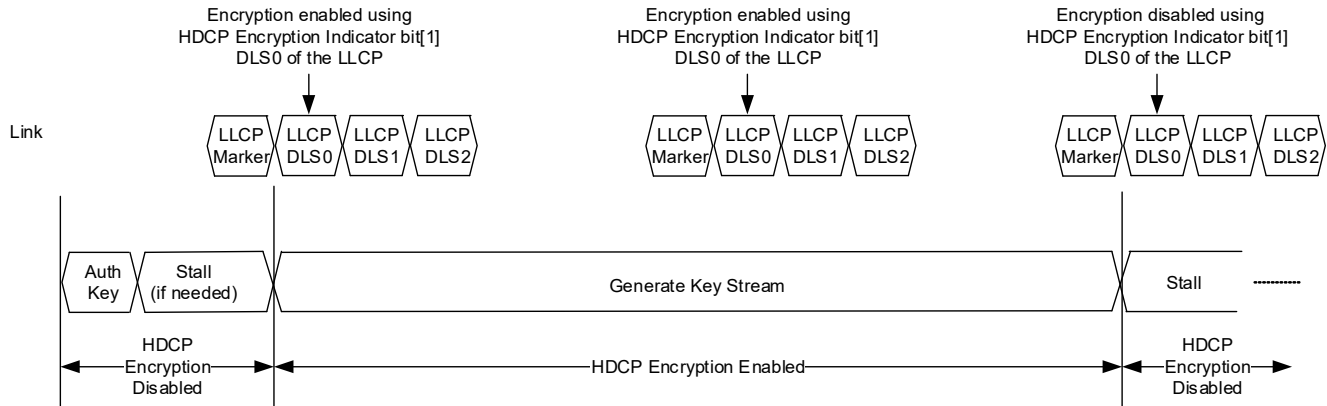 Encryption enabled using
HDCP Encryption Indicator bit[1]
DLS0 of the LLCP
Encryption enabled using
HDCP Encryption Indicator bit[1]
DLS0 of the LLCP
Encryption disabled using
HDCP Encryption Indicator bit[1]
DLS0 of the LLCP
Link
LLCP
Marker
LLCP
DLS0
LLCP
DLS1
LLCP
DLS2
LLCP
Marker
LLCP
DLS0
LLCP
DLS1
LLCP
DLS2
LLCP
Marker
LLCP
DLS0
LLCP
DLS1
LLCP
DLS2
Auth
Key
Stall
(if needed)
Generate Key Stream
Stall
HDCP
Encryption
Disabled
HDCP Encryption Enabled
HDCP
Encryption
Disabled